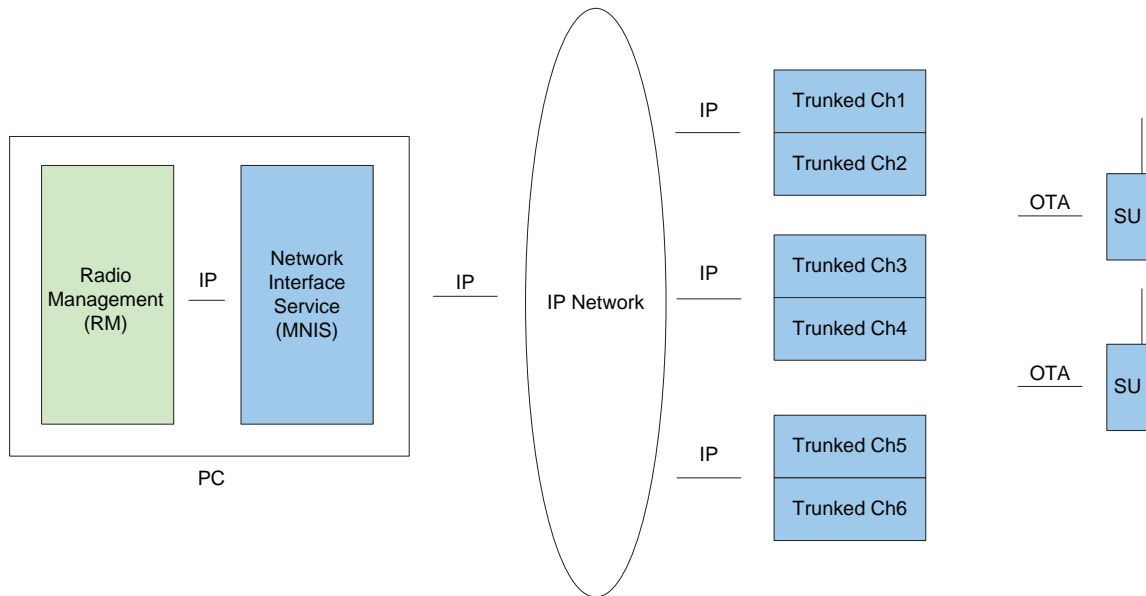 Radio
Management
(RM)
IP
Network
Interface
Service
(MNIS)
PC
IP
IP Network
IP
Trunked Ch1
Trunked Ch2
IP
Trunked Ch3
Trunked Ch4
IP
Trunked Ch5
Trunked Ch6
OTA
SU
OTA
SU